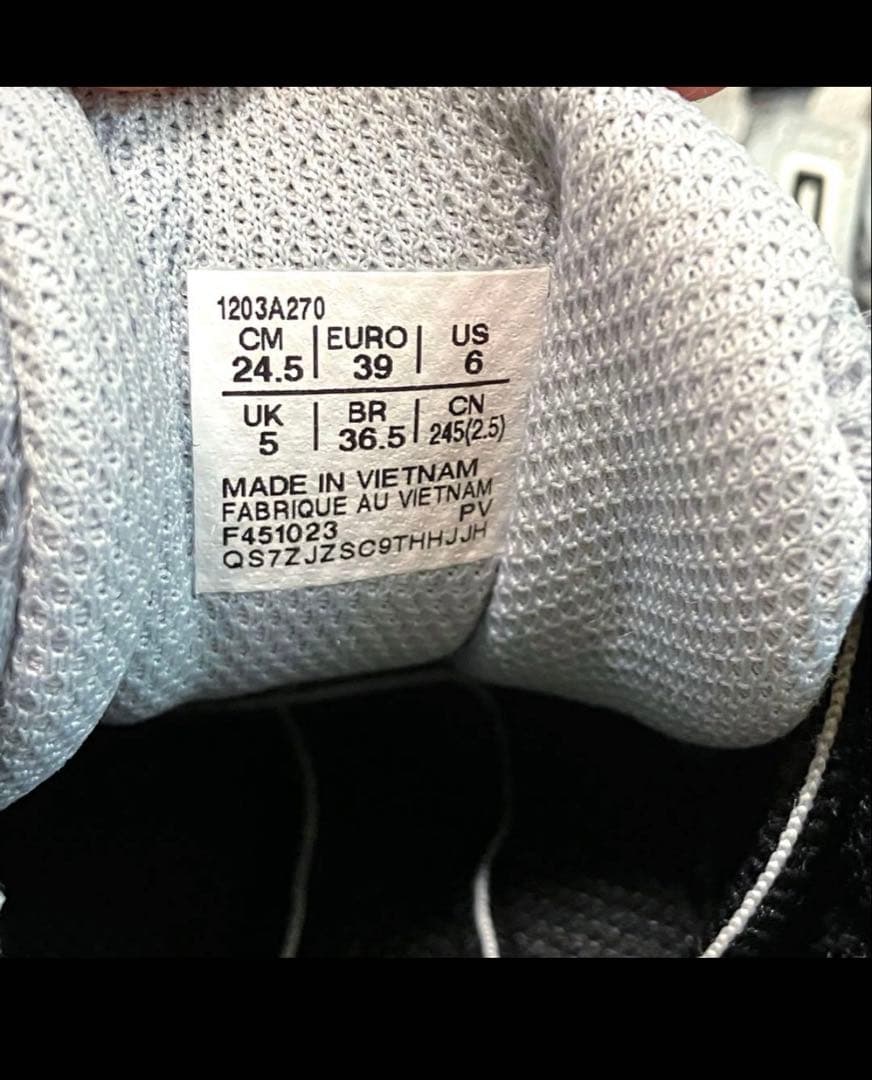 1203A270
CM | EURO | US
24.5 | 39 | 6
UK | BR | CN
5 | 36.5 | 245(2.5)
MADE IN VIETNAM
FABRIQUE AU VIETNAM
F451023 PV
QS7ZJZSC9THHJJH